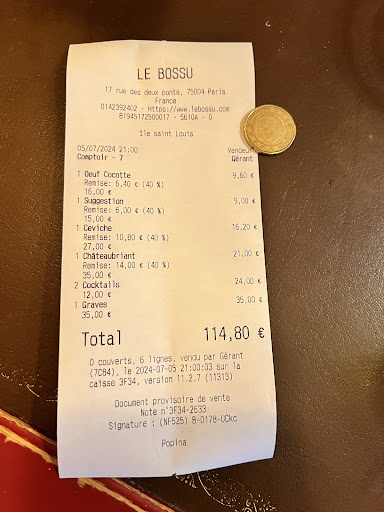 LE BOSSU
17 rue des deux ponts, 75004 Paris
France
0142392402 - Https://www.lebossu.com
81945172500017 - 5610A - 0
Ile saint Louis
05/07/2024 21:00 Vendeur
Comptoir - 7 Gérant
1 Oeuf Cocotte 9,60 €
Remise: 6,40 € (40 %)
16,00 €
1 Suggestion 9,00 €
Remise: 6,00 € (40 %)
15,00 €
1 Ceviche 16,20 €
Remise: 10,80 € (40 %)
27,00 €
1 Châteaubriant 21,00 €
Remise: 14,00 € (40 %)
35,00 €
2 Cocktails 24,00 €
12,00 €
1 Graves 35,00 €
35,00 €
Total 114,80 €
0 couverts, 6 lignes, vendu par Gérant
(7C84), le 2024-07-05 21:00:03 sur la
caisse 3F34, version 11.2.7 (11313)
Document provisoire de vente
Note n°3F34-2633
Signature : (NF525) B-0178-UCkc
Popina